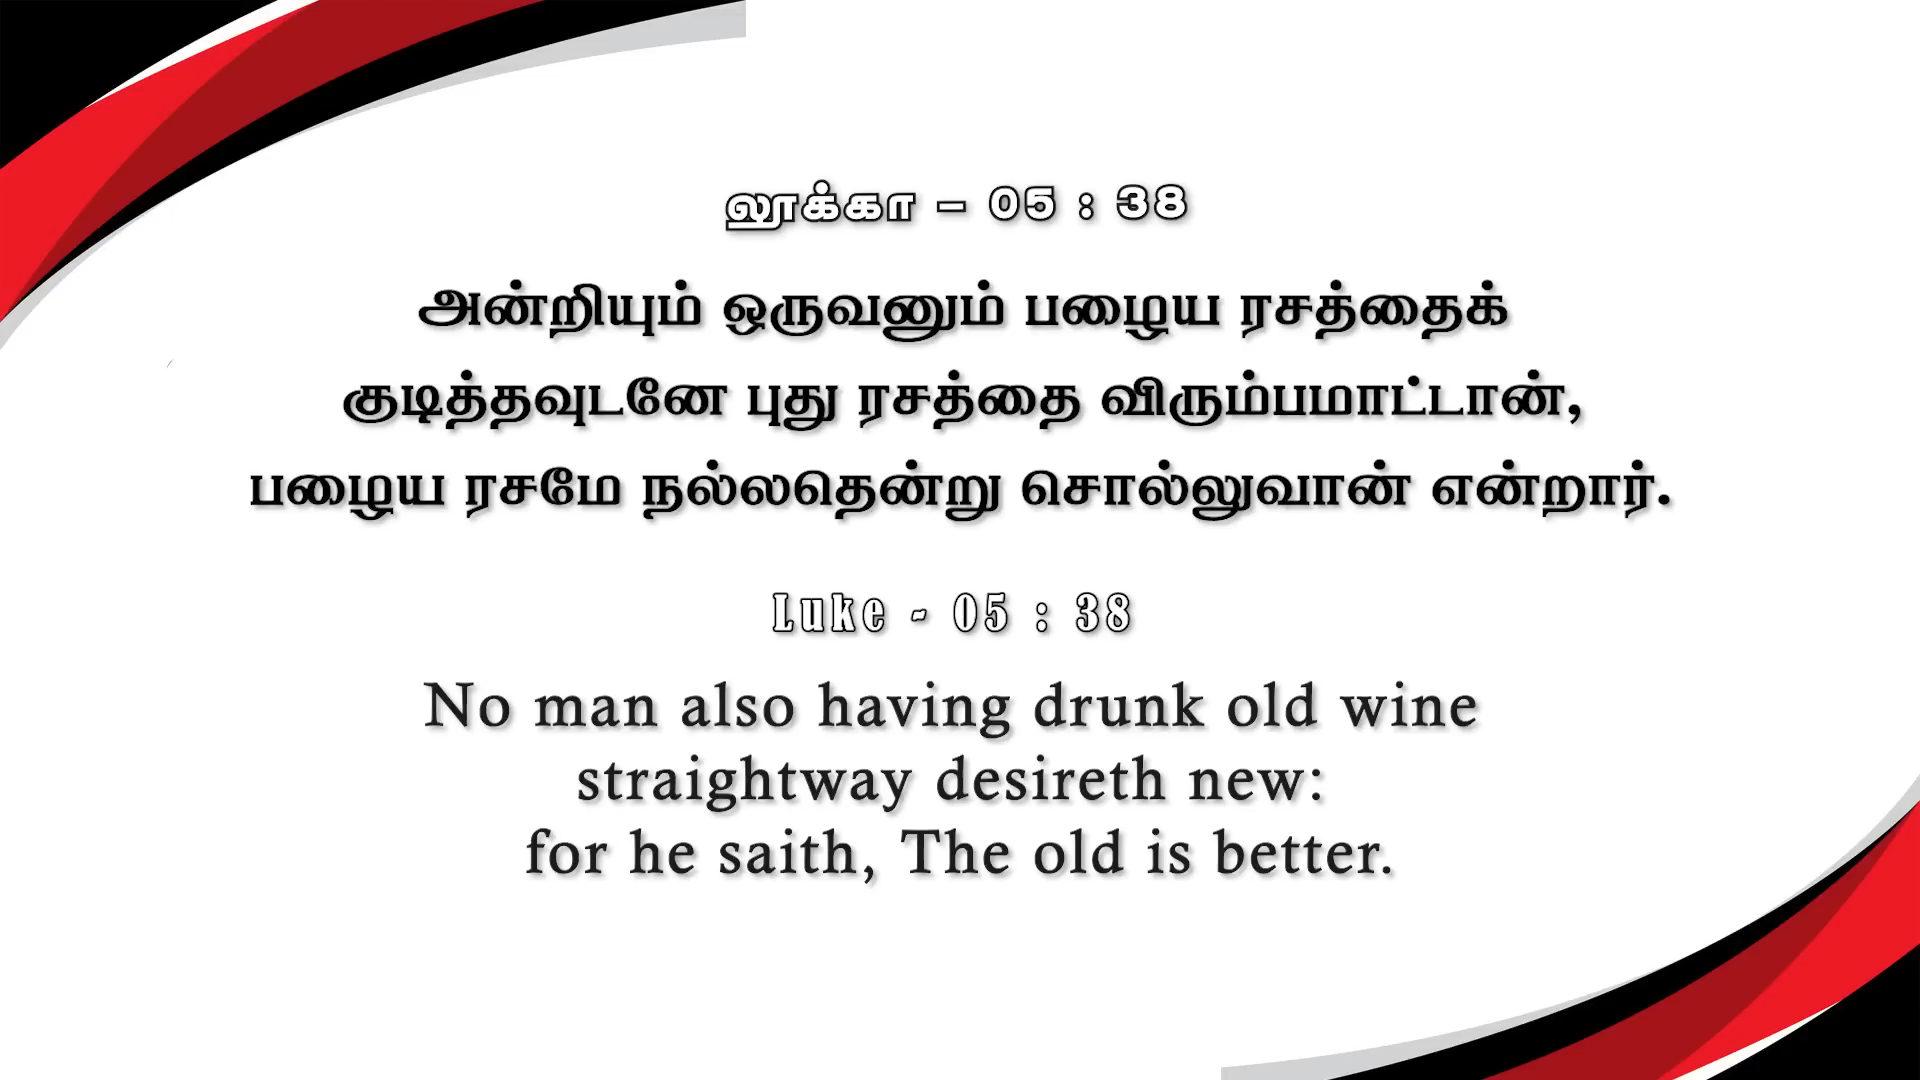 லூக்கா - 05 : 38
அன்றியும் ஒருவனும் பழைய ரசத்தைக்
குடித்தவுடனே புது ரசத்தை விரும்பமாட்டான்,
பழைய ரசமே நல்லதென்று சொல்லுவான் என்றார்.
Luke - 05 : 38
No man also having drunk old wine
straightway desireth new:
for he saith, The old is better.